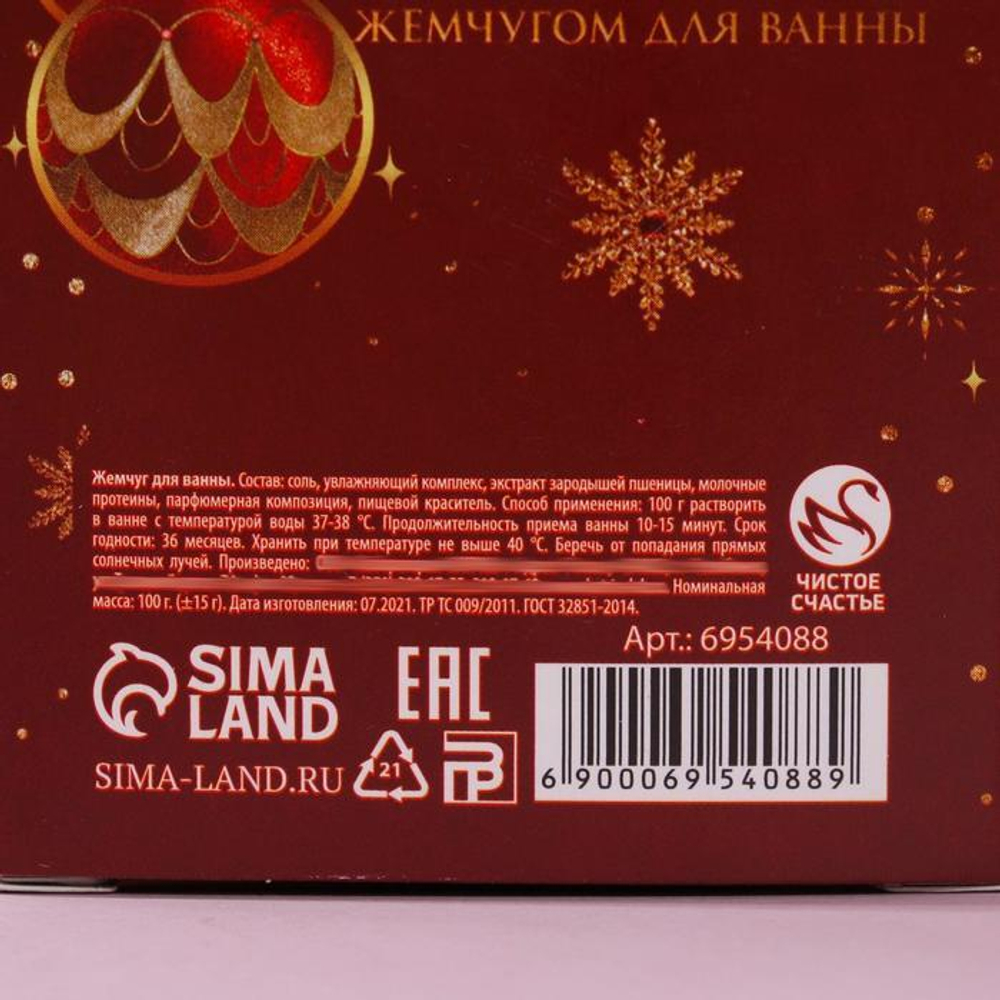 ЖЕМЧУГОМ ДЛЯ ВАННЫ
Жемчуг для ванны. Состав: соль, увлажняющий комплекс, экстракт зародышей пшеницы, молочные
протеины, парфюмерная композиция, пищевой краситель. Способ применения: 100 г растворить
в ванне с температурой воды 37-38 °С. Продолжительность приема ванны 10-15 минут. Срок
годности: 36 месяцев. Хранить при температуре не выше 40 °С. Беречь от попадания прямых
солнечных лучей. Произведено:
Номинальная
масса: 100 г. (±15 г). Дата изготовления: 07.2021. ТР ТС 009/2011. ГОСТ 32851-2014.
ЧИСТОЕ
СЧАСТЬЕ
Арт.: 6954088
SIMA
LAND
EAC
SIMA-LAND.RU
21
6 900069 540889